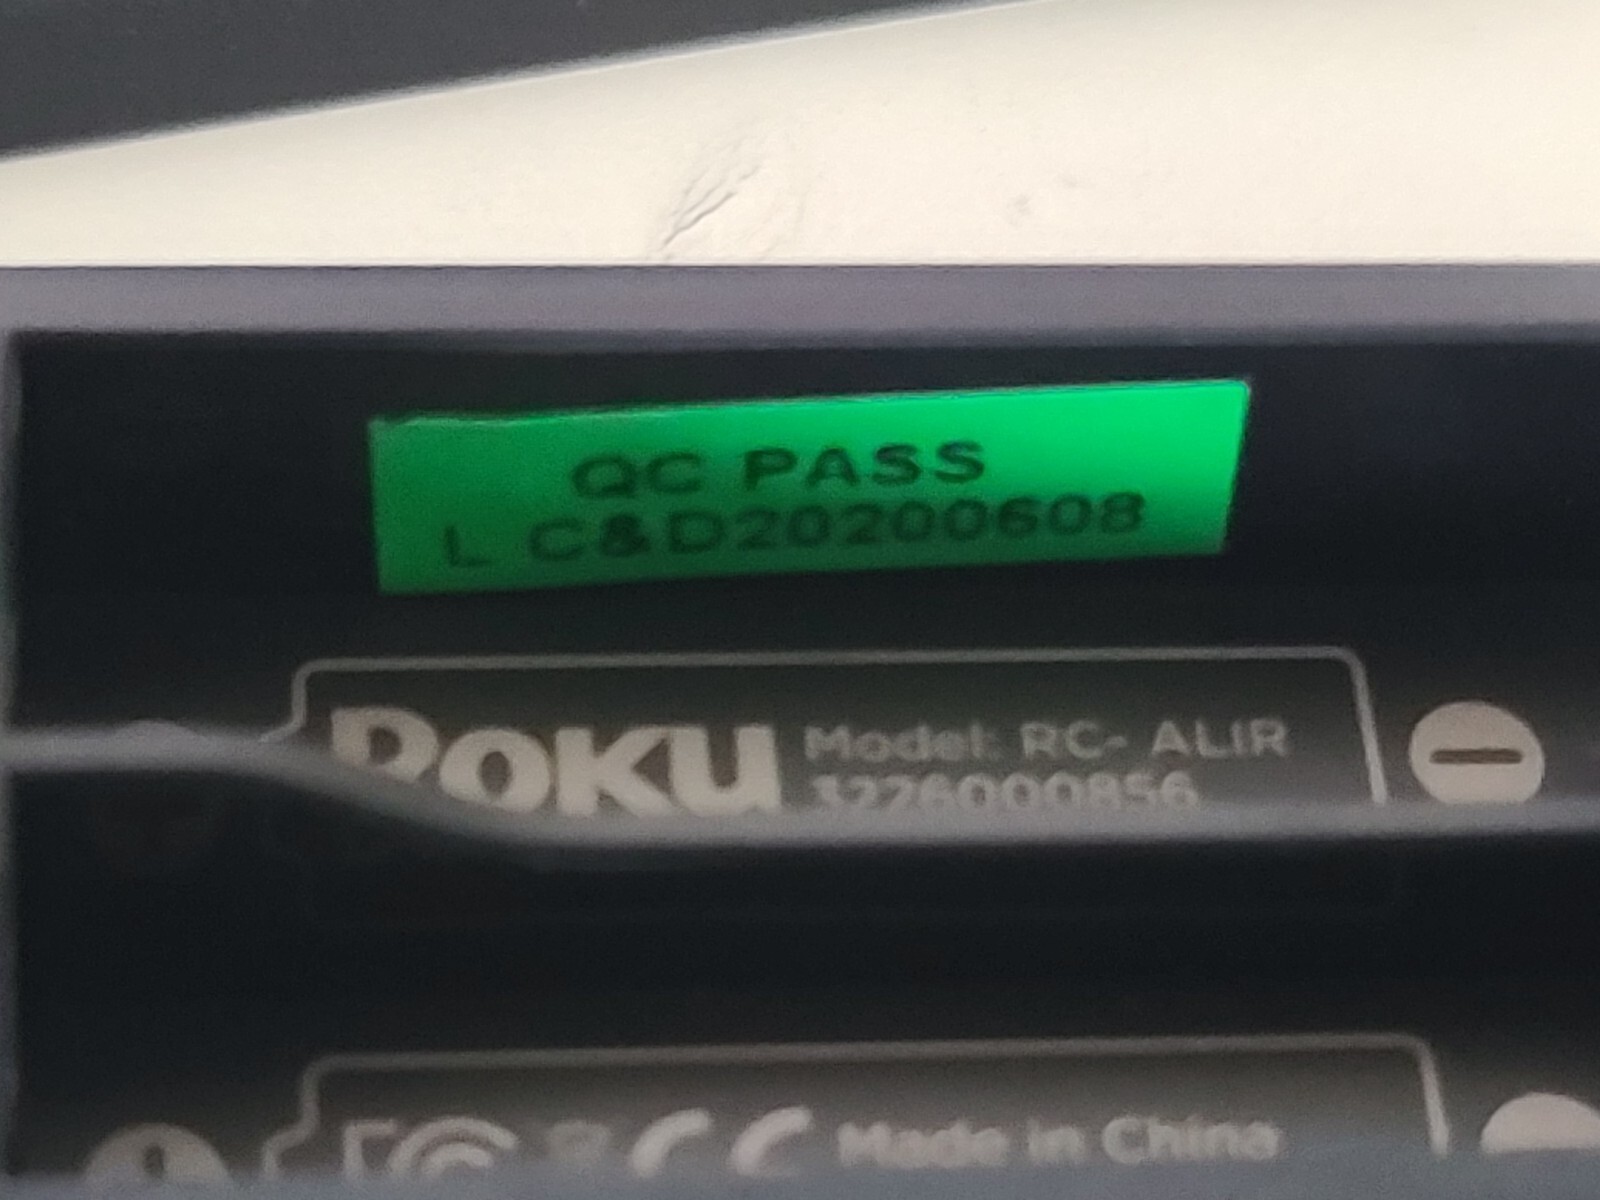 QC PASS
L C&D20200608
ROKU Model: RC- ALIR
3226000856
Made in China